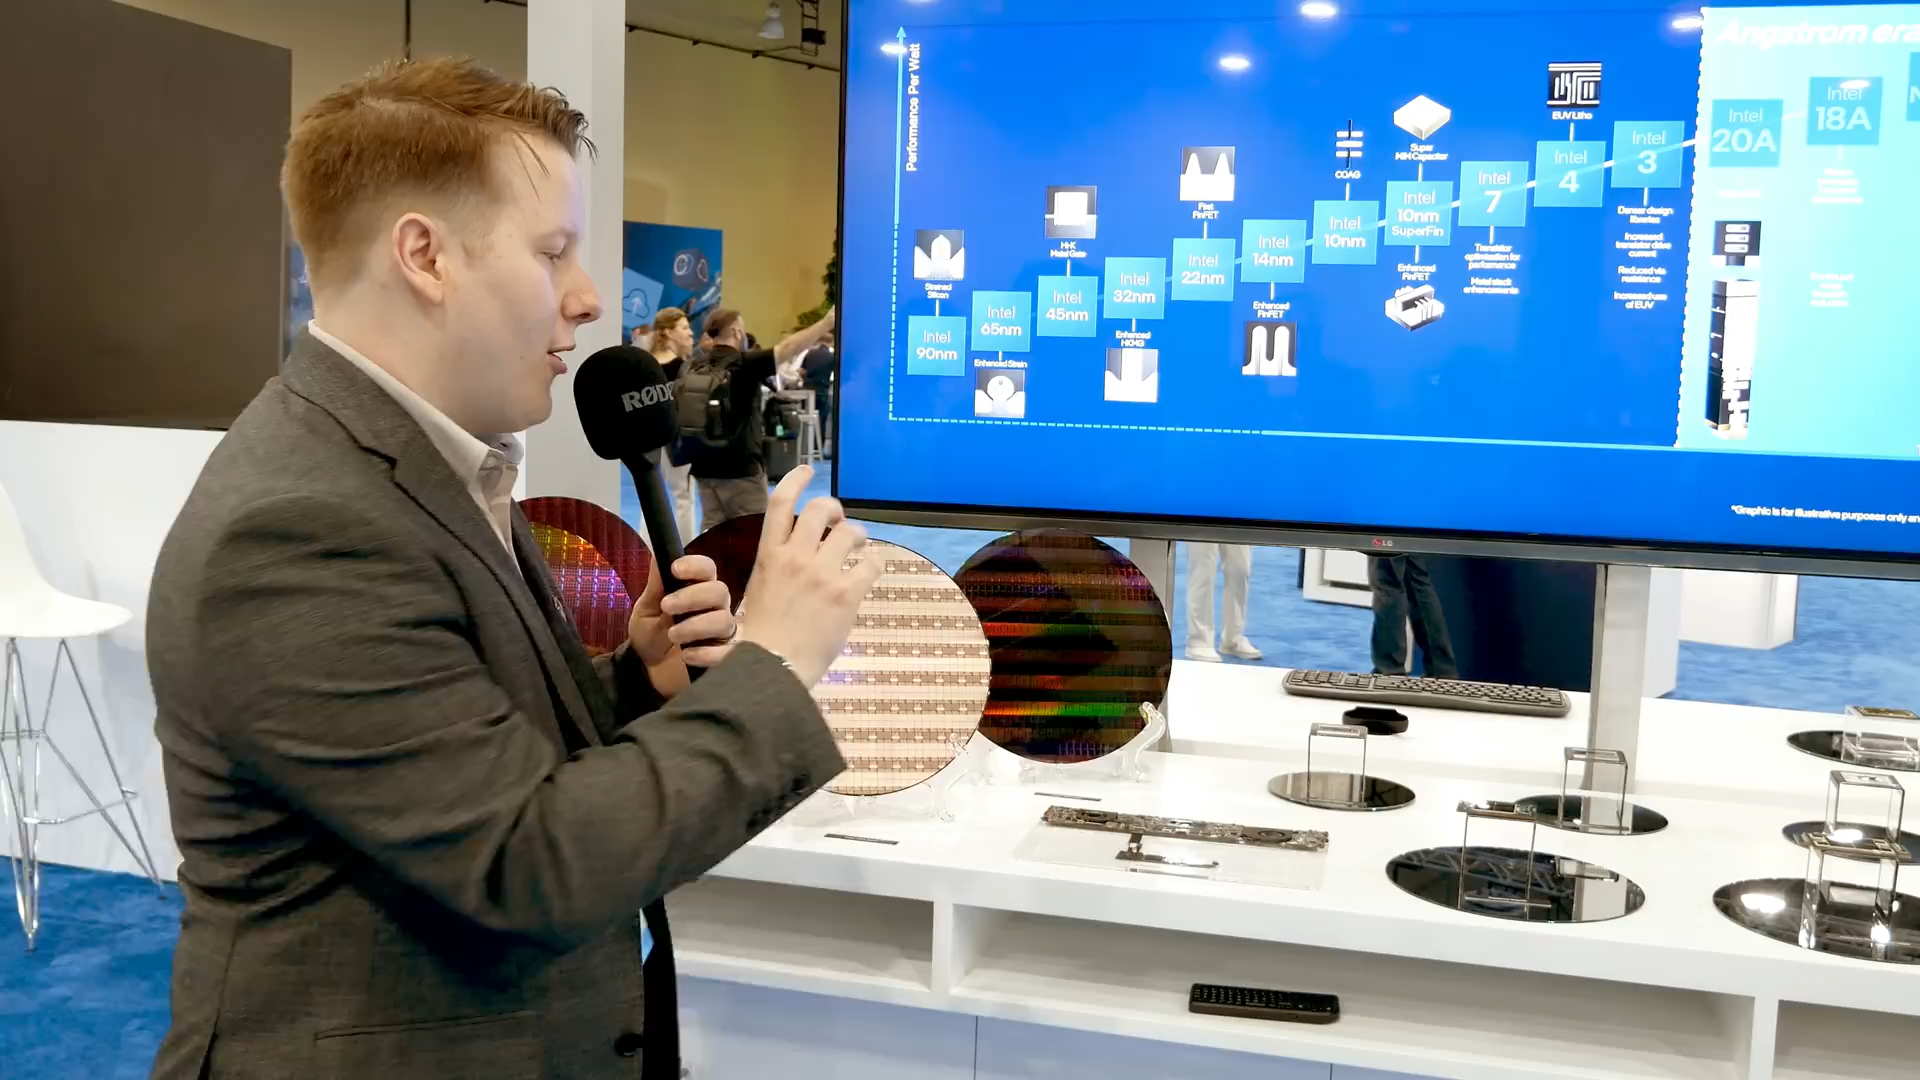 Angstrom era
Performance Per Watt
RØDE
Strained
Silicon
Intel
90nm
Intel
65nm
Enhanced Strain
Hi-K
Metal Gate
Intel
45nm
Intel
32nm
Enhanced
HKMG
First
FinFET
Intel
22nm
Intel
14nm
Enhanced
FinFET
COAG
Intel
10nm
Super
MIM Capacitor
Intel
10nm
SuperFin
Enhanced
FinFET
Intel
7
Transistor
optimization for
performance
Metal stack
enhancements
EUV Litho
Intel
4
Intel
3
Denser design
libraries
Increased
transistor drive
current
Reduced via
resistance
Increased use
of EUV
Intel
20A
Intel
18A
*Graphic is for illustrative purposes only an
LG